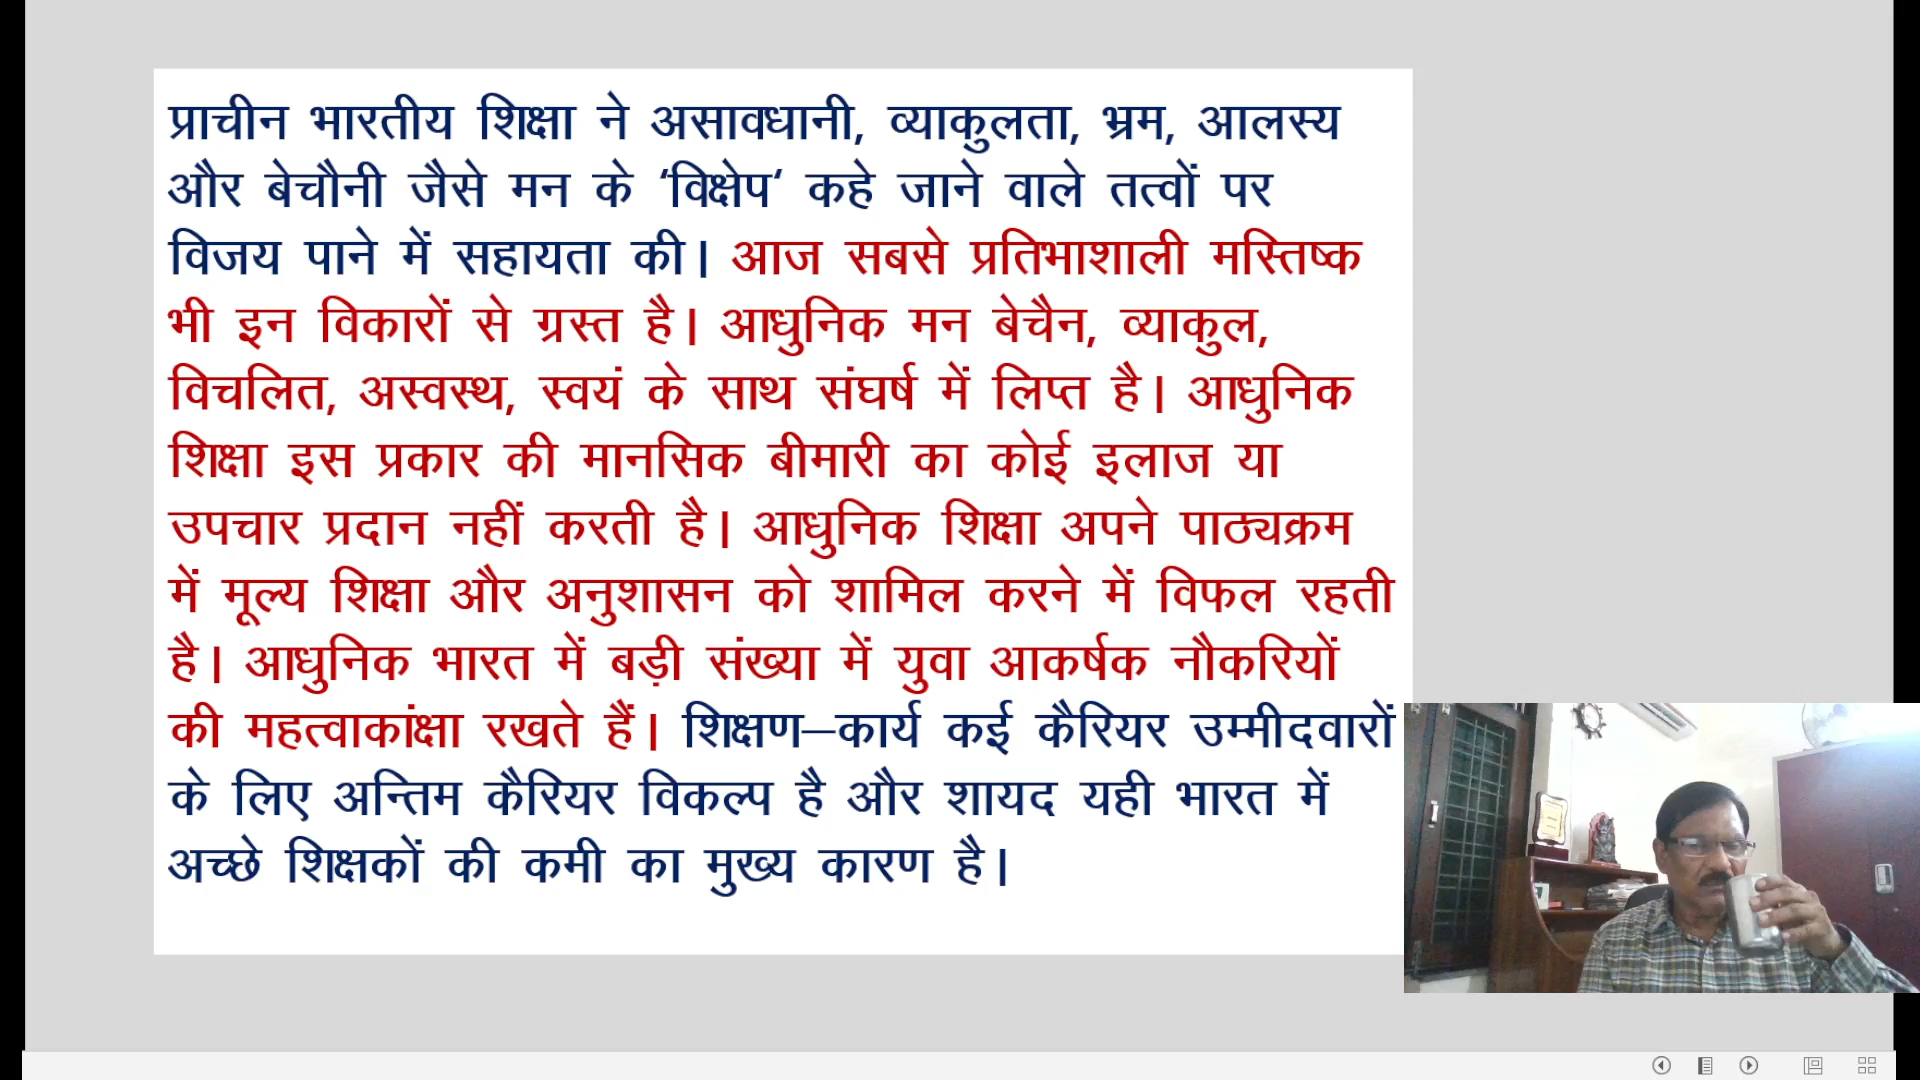 प्राचीन भारतीय शिक्षा ने असावधानी, व्याकुलता, भ्रम, आलस्य
और बेचौनी जैसे मन के ‘विक्षेप‘ कहे जाने वाले तत्वों पर
विजय पाने में सहायता की। आज सबसे प्रतिभाशाली मस्तिष्क
भी इन विकारों से ग्रस्त है। आधुनिक मन बेचैन, व्याकुल,
विचलित, अस्वस्थ, स्वयं के साथ संघर्ष में लिप्त है। आधुनिक
शिक्षा इस प्रकार की मानसिक बीमारी का कोई इलाज या
उपचार प्रदान नहीं करती है। आधुनिक शिक्षा अपने पाठ्यक्रम
में मूल्य शिक्षा और अनुशासन को शामिल करने में विफल रहती
है। आधुनिक भारत में बड़ी संख्या में युवा आकर्षक नौकरियों
की महत्वाकांक्षा रखते हैं। शिक्षण–कार्य कई कैरियर उम्मीदवारों
के लिए अन्तिम कैरियर विकल्प है और शायद यही भारत में
अच्छे शिक्षकों की कमी का मुख्य कारण है।